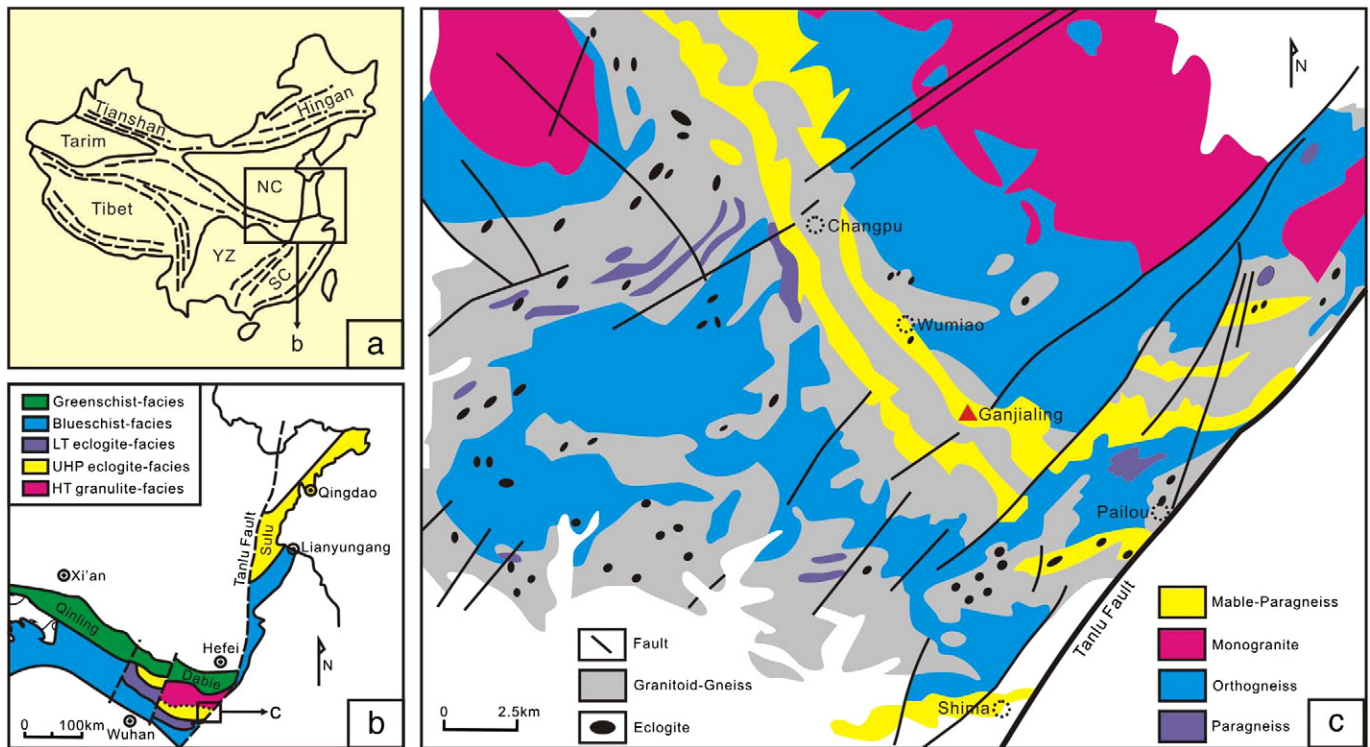 Tianshan
Hingan
Tarim
NC
Tibet
YZ
SC
b
a
Greenschist-facies
Blueschist-facies
LT eclogite-facies
UHP eclogite-facies
HT granulite-facies
Qingdao
Tanlu Fault
Sulu
Lianyungang
Xi'an
Qinling
Hefei
Dabie
N
C
0 100km
Wuhan
b
N
Changpu
Wumiao
Ganjialing
Pailou
Tanlu Fault
Shima
Fault
Granitoid-Gneiss
Eclogite
0 2.5km
Mable-Paragneiss
Monogranite
Orthogneiss
Paragneiss
c